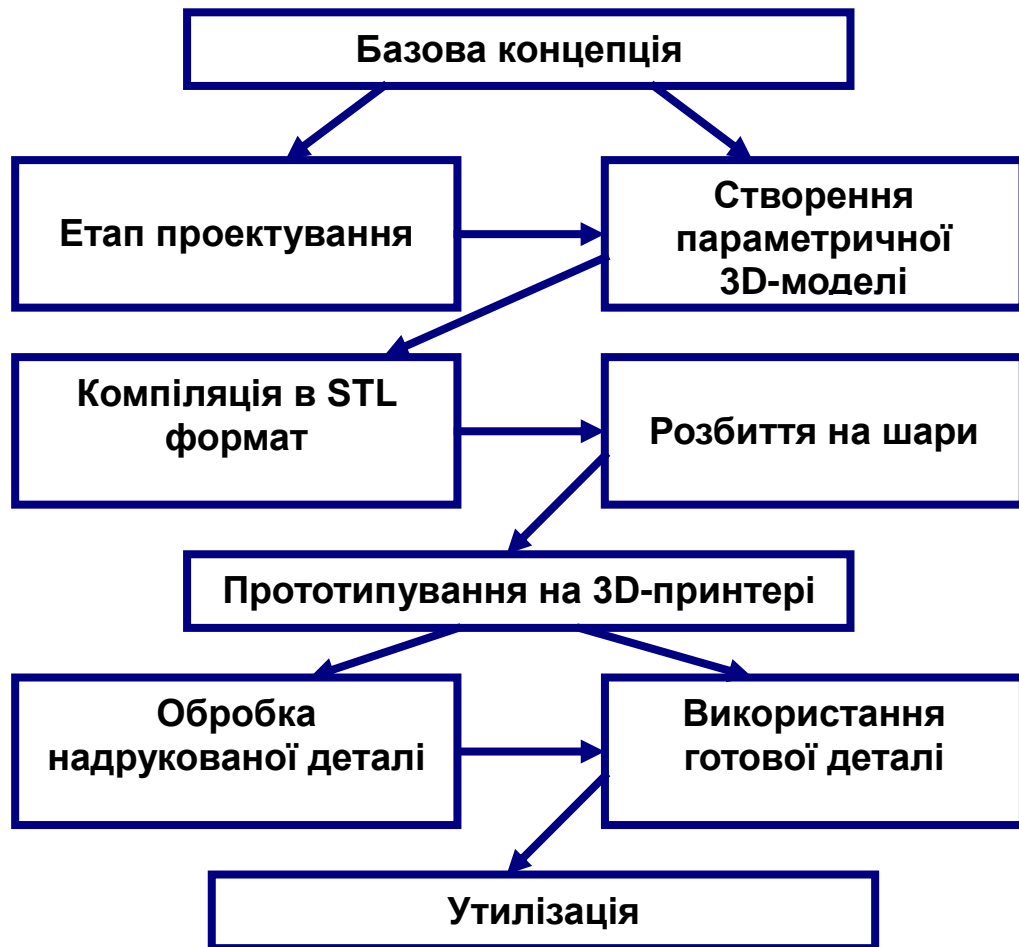 Базова концепція
Етап проектування
Створення
параметричної
3D-моделі
Компіляція в STL
формат
Розбиття на шари
Прототипування на 3D-принтері
Обробка
надрукованої деталі
Використання
готової деталі
Утилізація